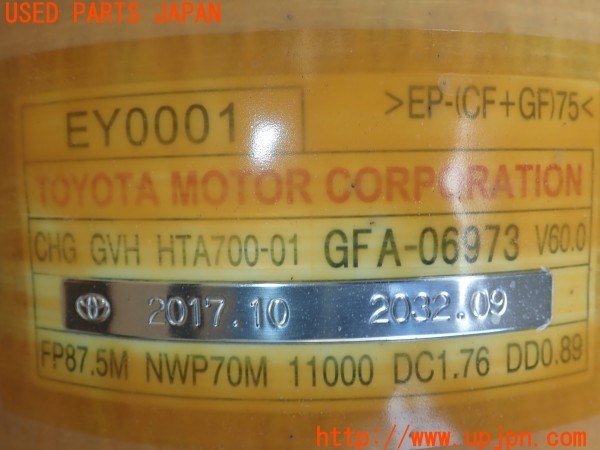 USED PARTS JAPAN
EY0001 >EP-(CF+GF)75<
TOYOTA MOTOR CORPORATION
CHG GVH HTA700-01 GFA-06973 V60.0
2017.10 2032.09
FP87.5M NWP70M 11000 DC1.76 DD0.89
http://www.upjpn.com/